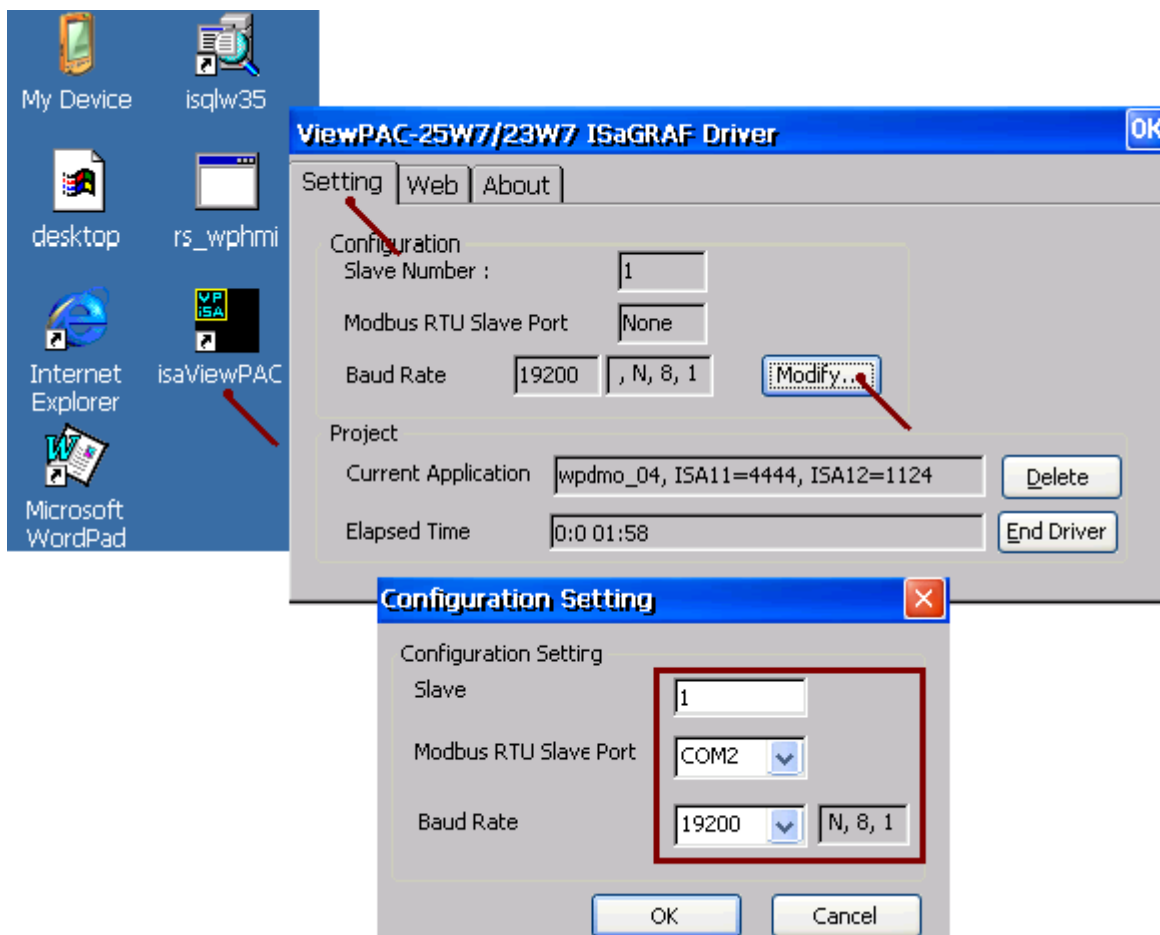 My Device
isqlw35
desktop
rs_wphmi
VP
iSA
Internet
Explorer
isaViewPAC
W
Microsoft
WordPad
ViewPAC-25W7/23W7 ISaGRAF Driver
OK
Setting
Web
About
Configuration
Slave Number :
1
Modbus RTU Slave Port
None
Baud Rate
19200
, N, 8, 1
Modify...
Project
Current Application
wpdmo_04, ISA11=4444, ISA12=1124
Delete
Elapsed Time
0:0 01:58
End Driver
Configuration Setting
Configuration Setting
Slave
1
Modbus RTU Slave Port
COM2
Baud Rate
19200
N, 8, 1
OK
Cancel